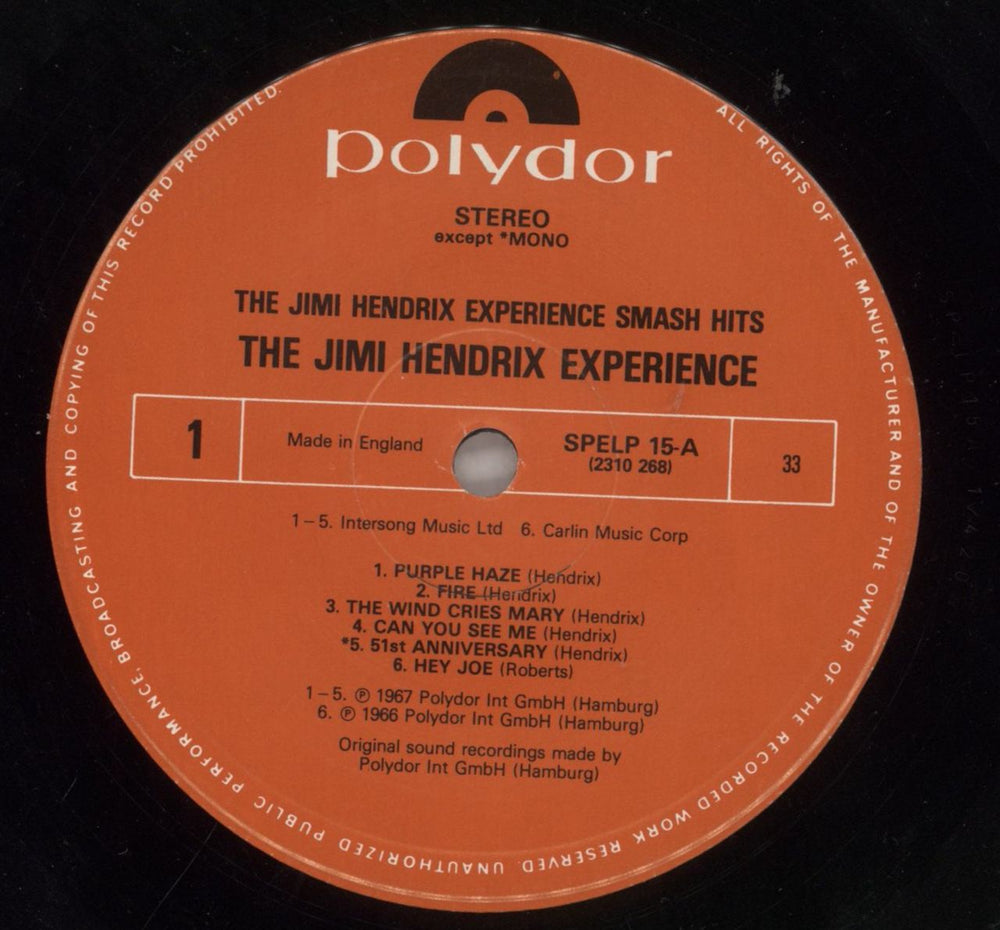 polydor
STEREO
except *MONO
THE JIMI HENDRIX EXPERIENCE SMASH HITS
THE JIMI HENDRIX EXPERIENCE
1
Made in England
SPELP 15-A
(2310 268)
33
1–5. Intersong Music Ltd 6. Carlin Music Corp
1. PURPLE HAZE (Hendrix)
2. FIRE (Hendrix)
3. THE WIND CRIES MARY (Hendrix)
4. CAN YOU SEE ME (Hendrix)
*5. 51st ANNIVERSARY (Hendrix)
6. HEY JOE (Roberts)
1–5. ℗ 1967 Polydor Int GmbH (Hamburg)
6. ℗ 1966 Polydor Int GmbH (Hamburg)
Original sound recordings made by
Polydor Int GmbH (Hamburg)
ALL RIGHTS OF THE MANUFACTURER AND OF THE OWNER OF THE RECORDED WORK RESERVED. UNAUTHORIZED PUBLIC PERFORMANCE, BROADCASTING AND COPYING OF THIS RECORD PROHIBITED.